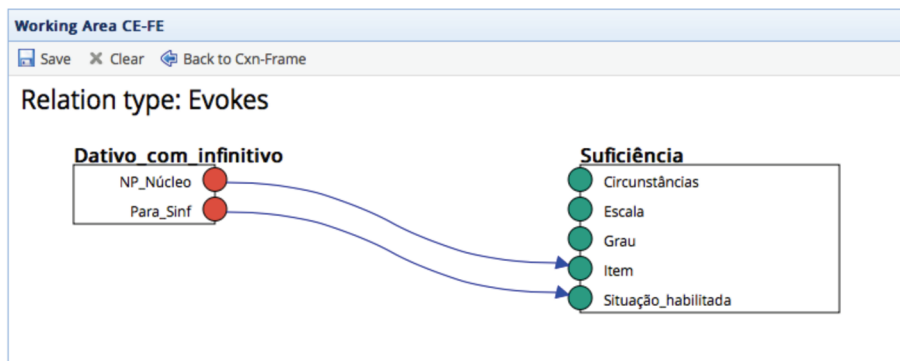 Working Area CE-FE
Save Clear Back to Cxn-Frame
Relation type: Evokes
Dativo_com_infinitivo
NP_Núcleo
Para_Sinf
Suficiência
Circunstâncias
Escala
Grau
Item
Situação_habilitada